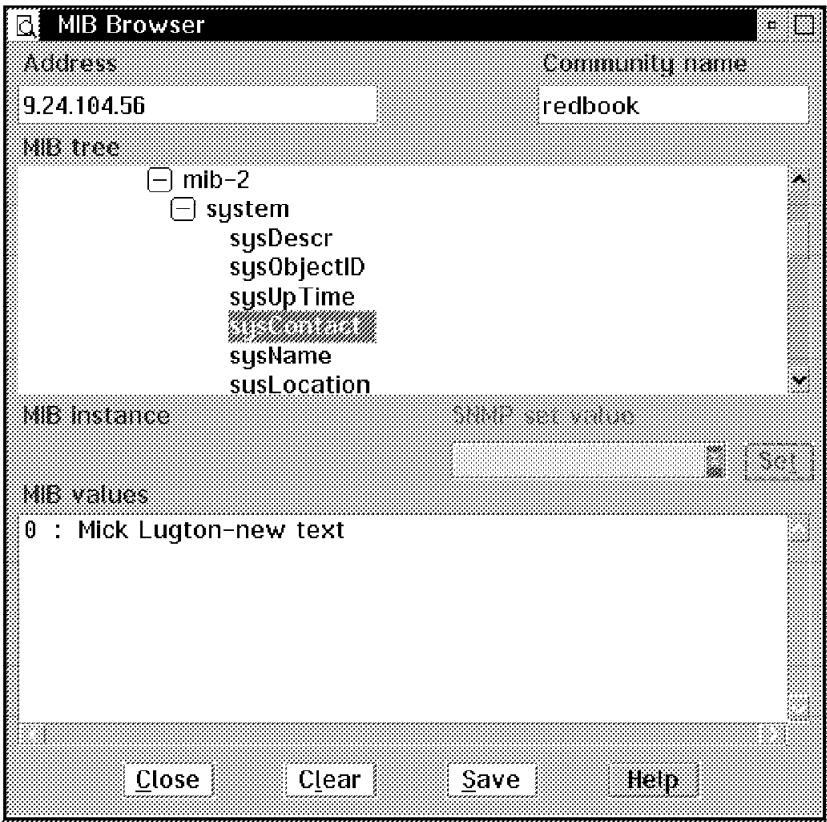 MIB Browser
Address Community name
9.24.104.56 redbook
MIB tree
mib-2
system
sysDescr
sysObjectID
sysUpTime
sysContact
sysName
sysLocation
MIB instance SNMP set value
Set
MIB values
0 : Mick Lugton-new text
Close Clear Save Help